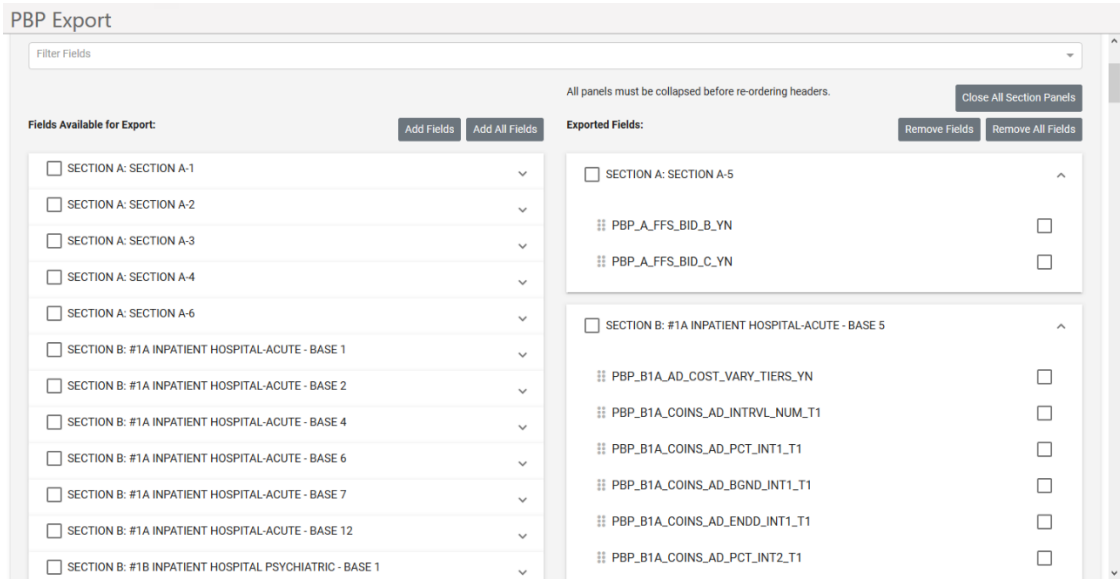 PBP Export
Filter Fields
All panels must be collapsed before re-ordering headers.
Close All Section Panels
Fields Available for Export:
Add Fields
Add All Fields
SECTION A: SECTION A-1
SECTION A: SECTION A-2
SECTION A: SECTION A-3
SECTION A: SECTION A-4
SECTION A: SECTION A-6
SECTION B: #1A INPATIENT HOSPITAL-ACUTE - BASE 1
SECTION B: #1A INPATIENT HOSPITAL-ACUTE - BASE 2
SECTION B: #1A INPATIENT HOSPITAL-ACUTE - BASE 4
SECTION B: #1A INPATIENT HOSPITAL-ACUTE - BASE 6
SECTION B: #1A INPATIENT HOSPITAL-ACUTE - BASE 7
SECTION B: #1A INPATIENT HOSPITAL-ACUTE - BASE 12
SECTION B: #1B INPATIENT HOSPITAL PSYCHIATRIC - BASE 1
Exported Fields:
Remove Fields
Remove All Fields
SECTION A: SECTION A-5
PBP_A_FFS_BID_B_YN
PBP_A_FFS_BID_C_YN
SECTION B: #1A INPATIENT HOSPITAL-ACUTE - BASE 5
PBP_B1A_AD_COST_VARY_TIERS_YN
PBP_B1A_COINS_AD_INTRVL_NUM_T1
PBP_B1A_COINS_AD_PCT_INT1_T1
PBP_B1A_COINS_AD_BGND_INT1_T1
PBP_B1A_COINS_AD_ENDD_INT1_T1
PBP_B1A_COINS_AD_PCT_INT2_T1